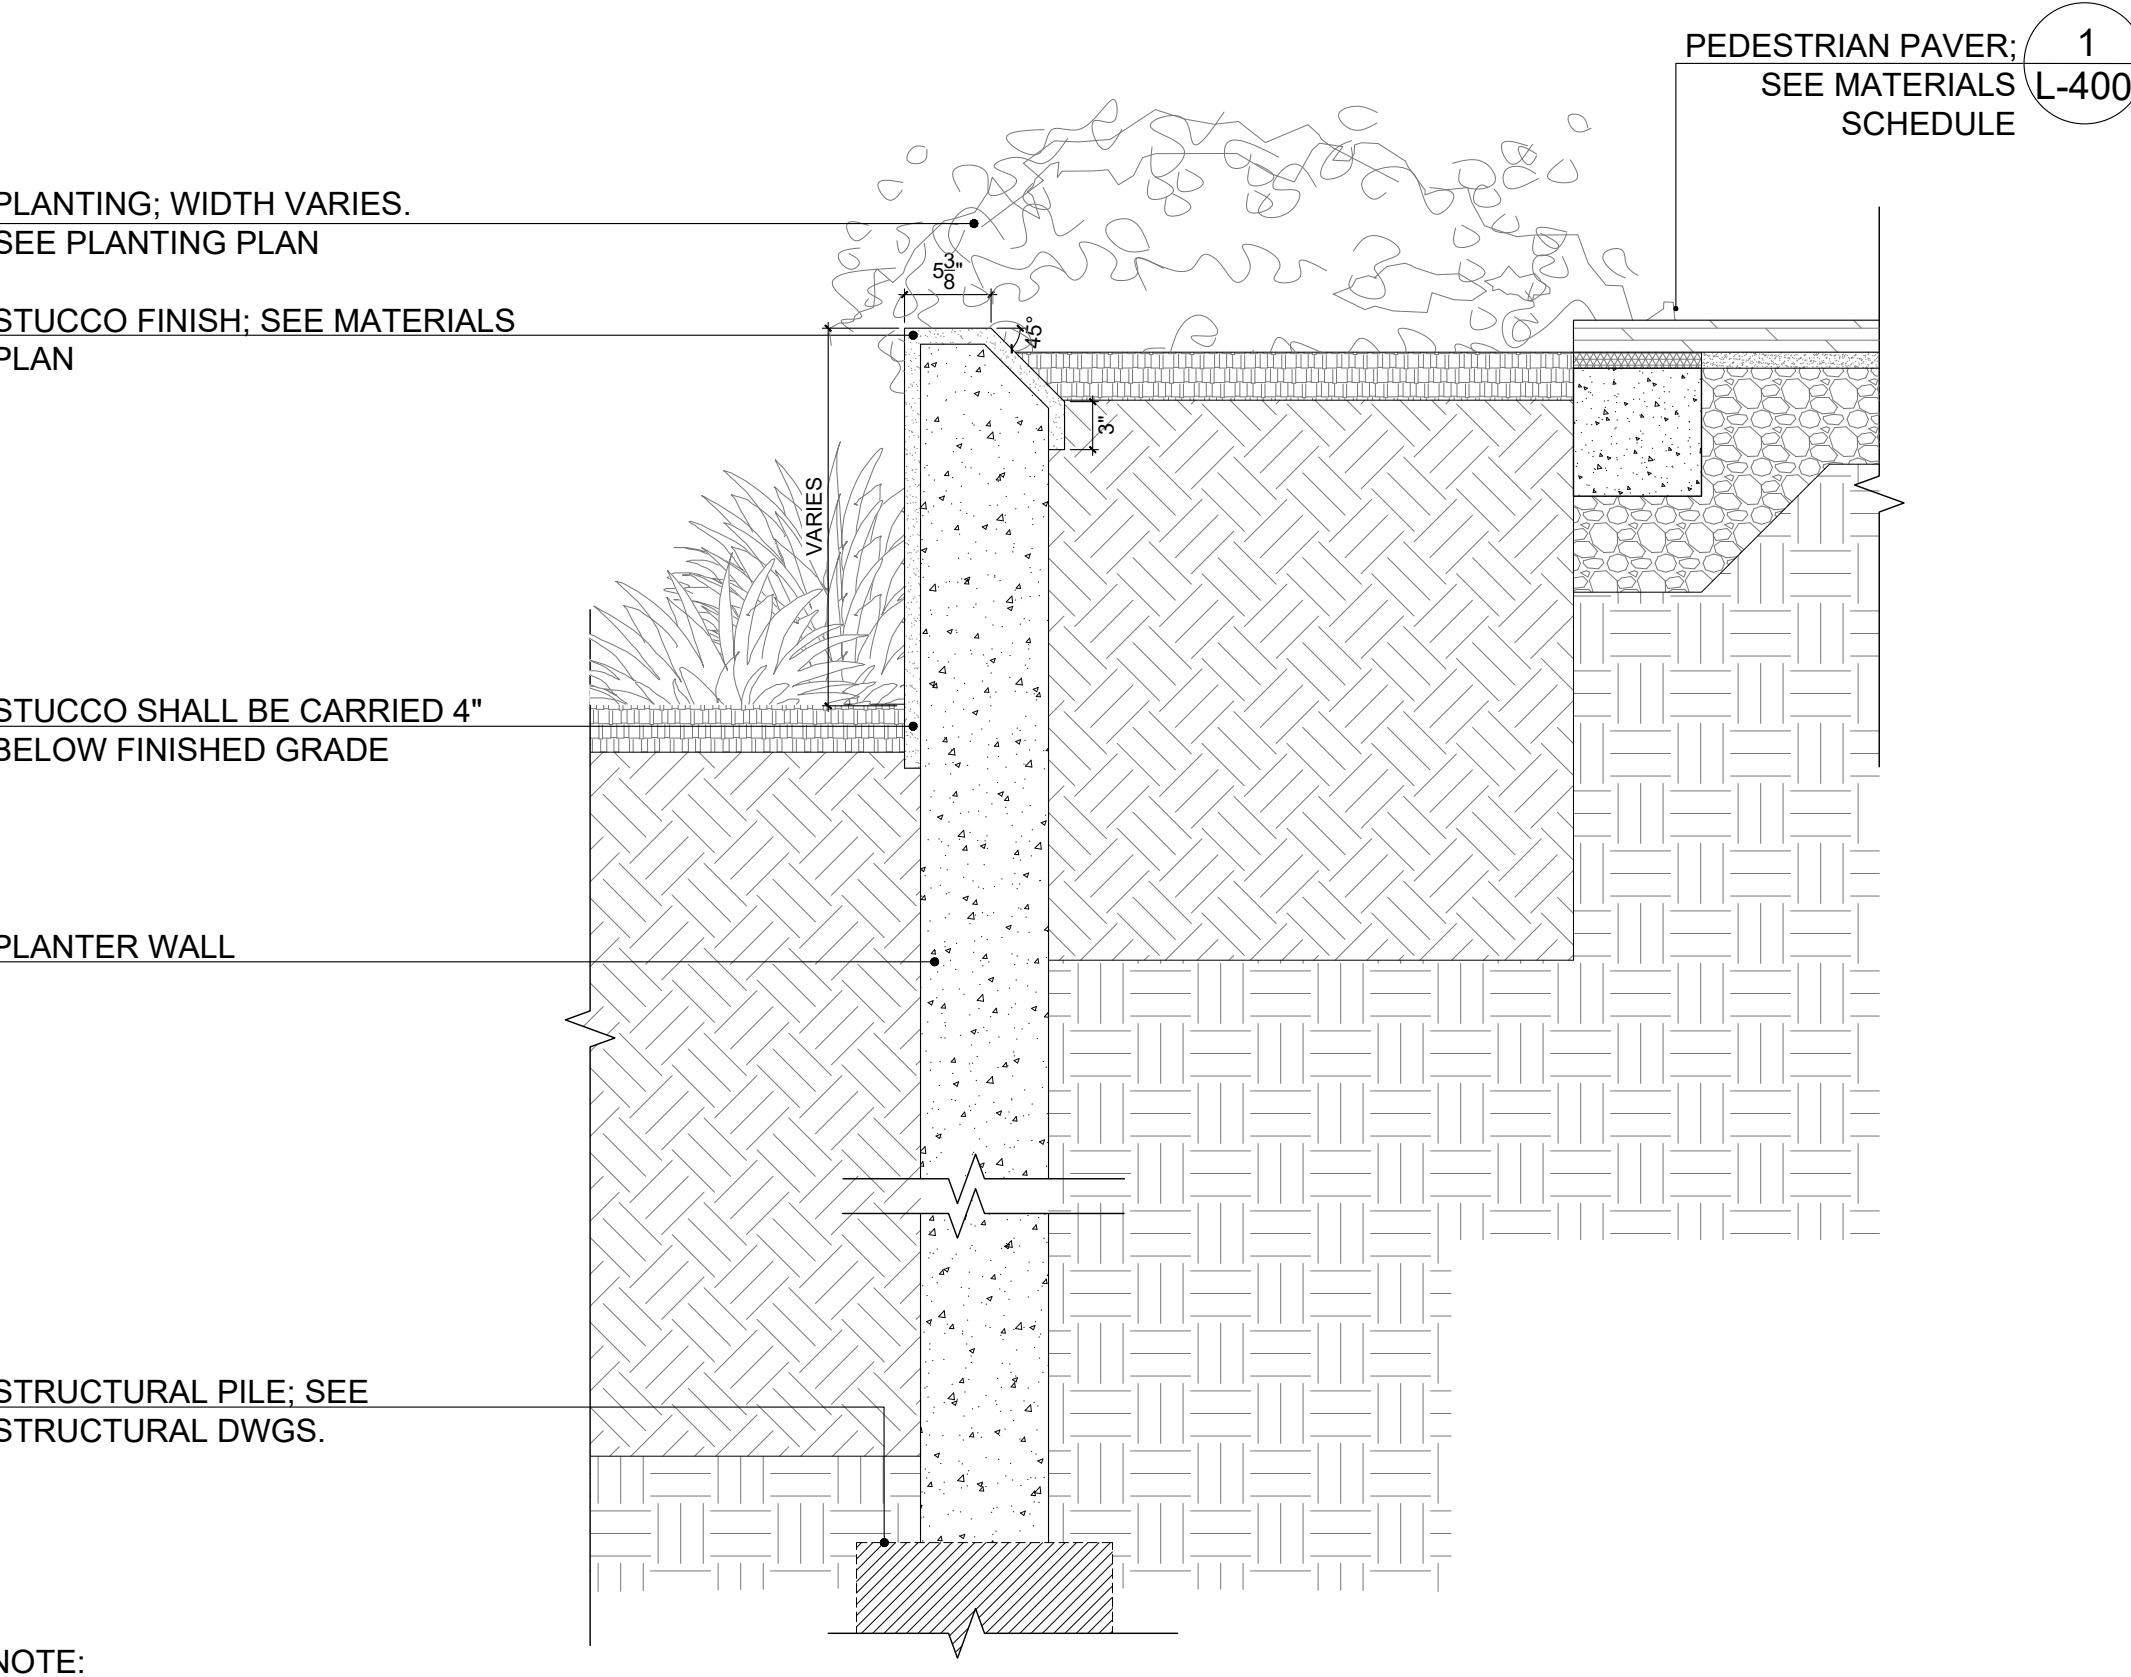 PEDESTRIAN PAVER;
SEE MATERIALS
SCHEDULE
1
L-400
PLANTING; WIDTH VARIES.
SEE PLANTING PLAN
5 3/8"
STUCCO FINISH; SEE MATERIALS
PLAN
45°
3"
VARIES
STUCCO SHALL BE CARRIED 4"
BELOW FINISHED GRADE
PLANTER WALL
STRUCTURAL PILE; SEE
STRUCTURAL DWGS.
NOTE: